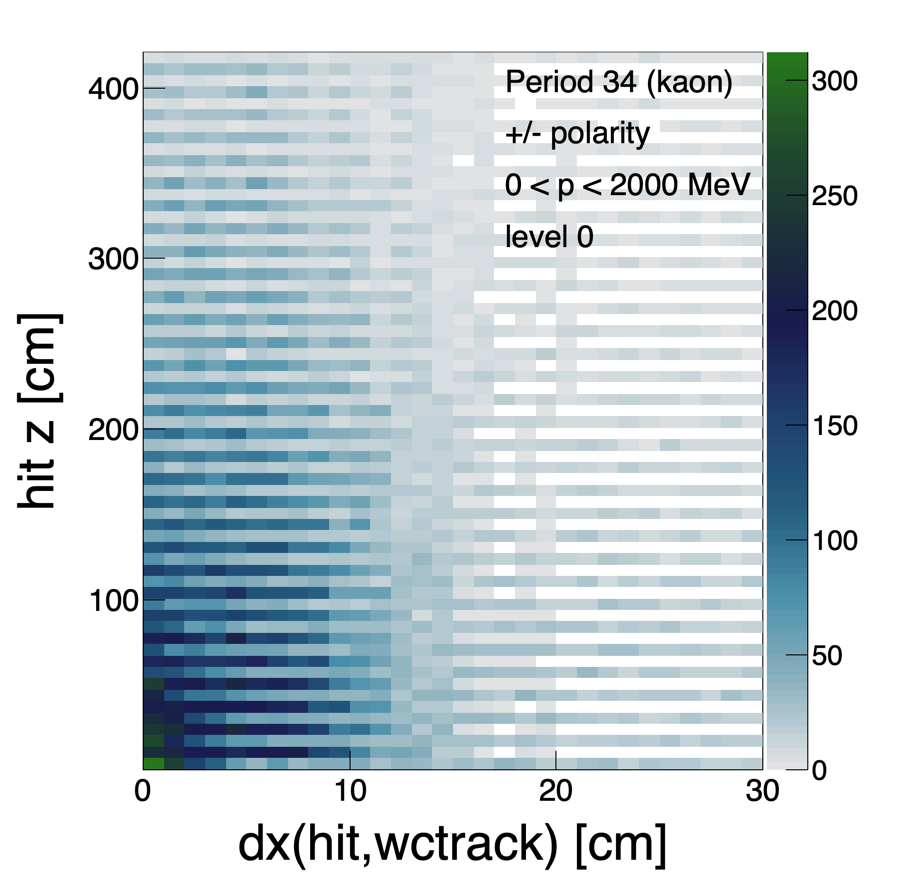 Period 34 (kaon)
+/- polarity
0 < p < 2000 MeV
level 0
hit z [cm]
400
300
200
100
0
10
20
30
dx(hit,wctrack) [cm]
300
250
200
150
100
50
0